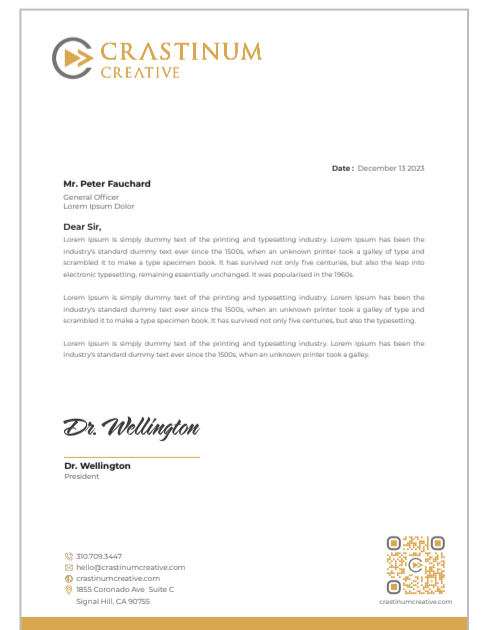 CRASTINUM
CREATIVE
Date : December 13 2023
Mr. Peter Fauchard
General Officer
Lorem Ipsum Dolor
Dear Sir,
Lorem Ipsum is simply dummy text of the printing and typesetting industry. Lorem Ipsum has been the
industry's standard dummy text ever since the 1500s, when an unknown printer took a galley of type and
scrambled it to make a type specimen book. It has survived not only five centuries, but also the leap into
electronic typesetting, remaining essentially unchanged. It was popularised in the 1960s.
Lorem Ipsum is simply dummy text of the printing and typesetting industry. Lorem Ipsum has been the
industry's standard dummy text ever since the 1500s, when an unknown printer took a galley of type and
scrambled it to make a type specimen book. It has survived not only five centuries, but also the typesetting.
Lorem Ipsum is simply dummy text of the printing and typesetting industry. Lorem Ipsum has been the
industry's standard dummy text ever since the 1500s, when an unknown printer took a galley.
Dr. Wellington
Dr. Wellington
President
310.709.3447
hello@crastinumcreative.com
crastinumcreative.com
1855 Coronado Ave Suite C
Signal Hill, CA 90755
crastinumcreative.com